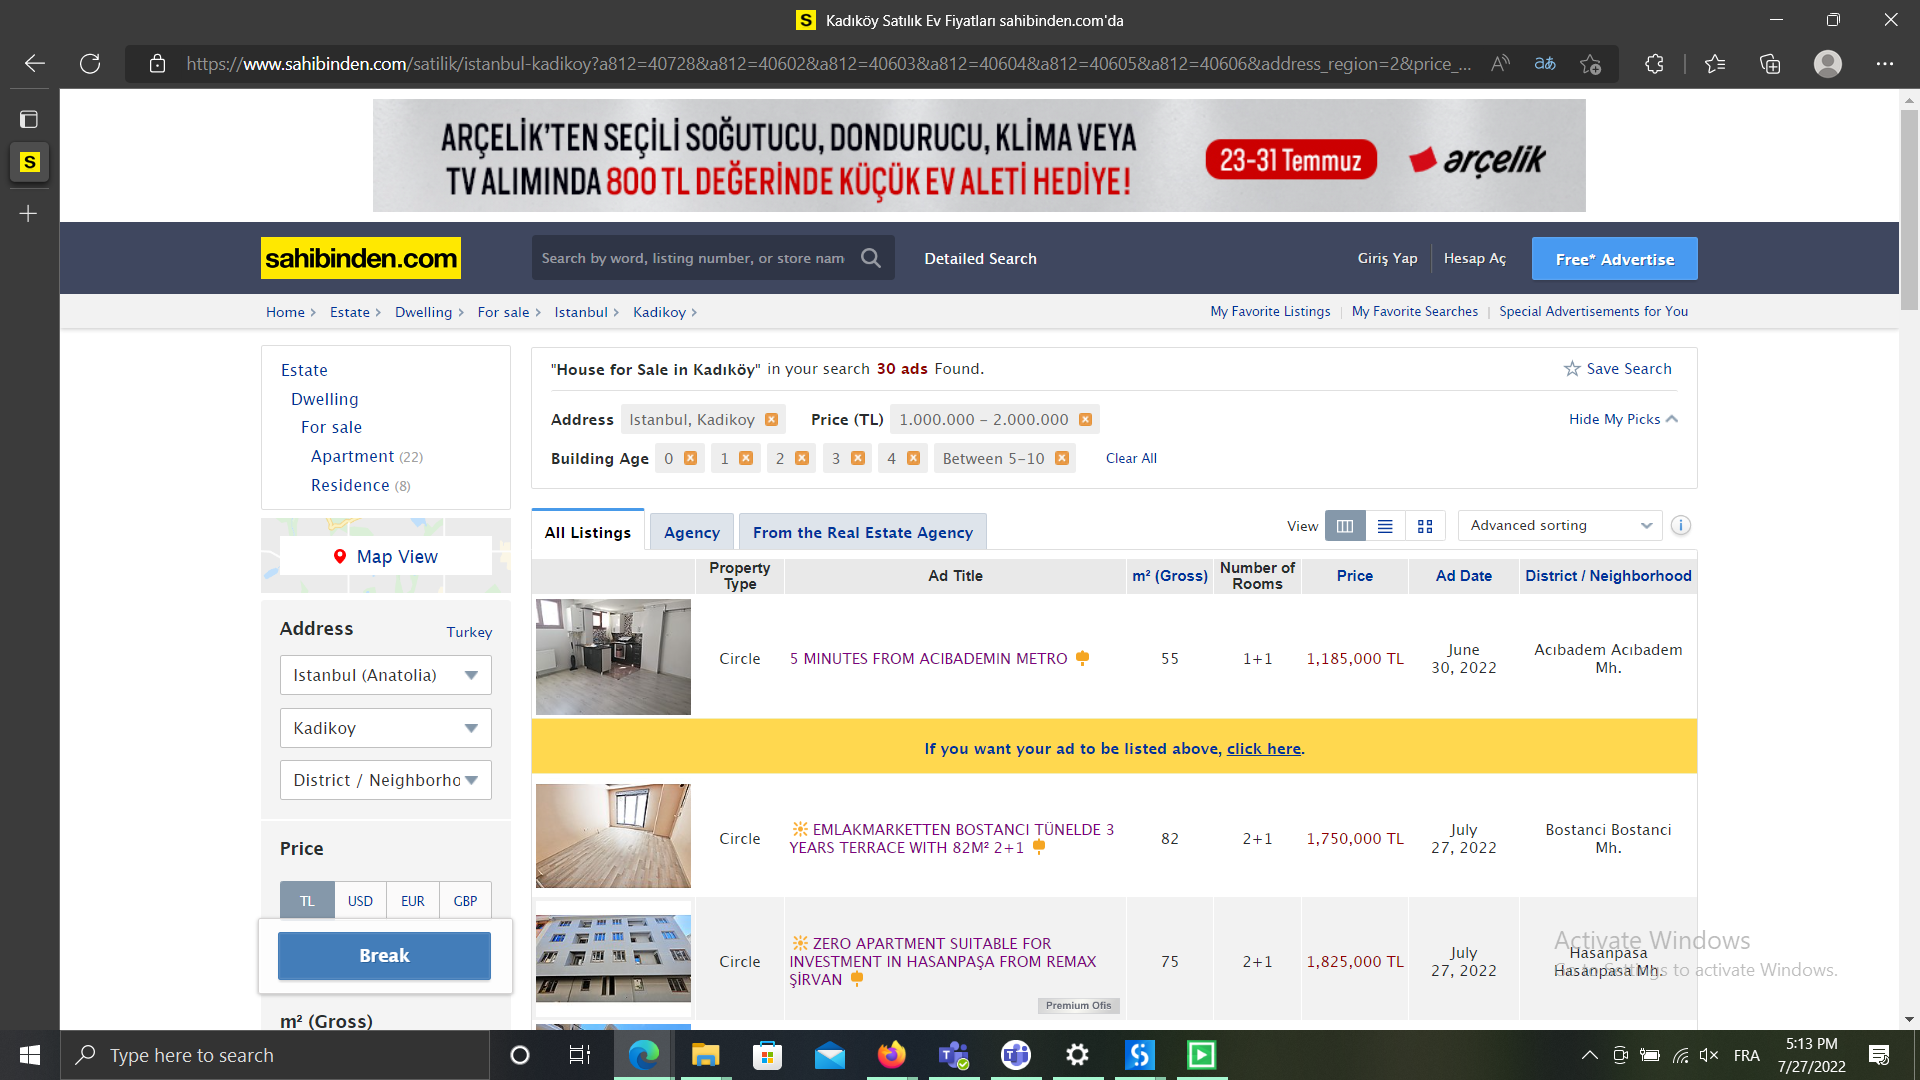 S Kadıköy Satılık Ev Fiyatları sahibinden.com'da
https://www.sahibinden.com/satilik/istanbul-kadikoy?a812=40728&a812=40602&a812=40603&a812=40604&a812=40605&a812=40606&address_region=2&price_...
ARÇELİK'TEN SEÇİLİ SOĞUTUCU, DONDURUCU, KLİMA VEYA
TV ALIMINDA 800 TL DEĞERİNDE KÜÇÜK EV ALETİ HEDİYE!
23-31 Temmuz
arçelik
S
sahibinden.com
Search by word, listing number, or store nam
Detailed Search
Giriş Yap
Hesap Aç
Free* Advertise
Home > Estate > Dwelling > For sale > Istanbul > Kadikoy >
My Favorite Listings | My Favorite Searches | Special Advertisements for You
Estate
Dwelling
For sale
Apartment (22)
Residence (8)
Map View
Address
Turkey
Istanbul (Anatolia)
Kadikoy
District / Neighborho
Price
TL USD EUR GBP
Break
m² (Gross)
"House for Sale in Kadıköy" in your search 30 ads Found.
Save Search
Address Istanbul, Kadikoy Price (TL) 1.000.000 – 2.000.000
Hide My Picks
Building Age 0 1 2 3 4 Between 5-10 Clear All
All Listings Agency From the Real Estate Agency
View
Advanced sorting
i
Property Type Ad Title m² (Gross) Number of Rooms Price Ad Date District / Neighborhood
Circle 5 MINUTES FROM ACIBADEMIN METRO 55 1+1 1,185,000 TL June 30, 2022 Acıbadem Acıbadem Mh.
If you want your ad to be listed above, click here.
Circle EMLAKMARKETTEN BOSTANCI TÜNELDE 3 YEARS TERRACE WITH 82M² 2+1 82 2+1 1,750,000 TL July 27, 2022 Bostanci Bostanci Mh.
Circle ZERO APARTMENT SUITABLE FOR INVESTMENT IN HASANPAŞA FROM REMAX ŞİRVAN 75 2+1 1,825,000 TL July 27, 2022 Hasanpasa Hasanpasa Mh.
Premium Ofis
Activate Windows
Go to Settings to activate Windows.
Type here to search
FRA
5:13 PM
7/27/2022